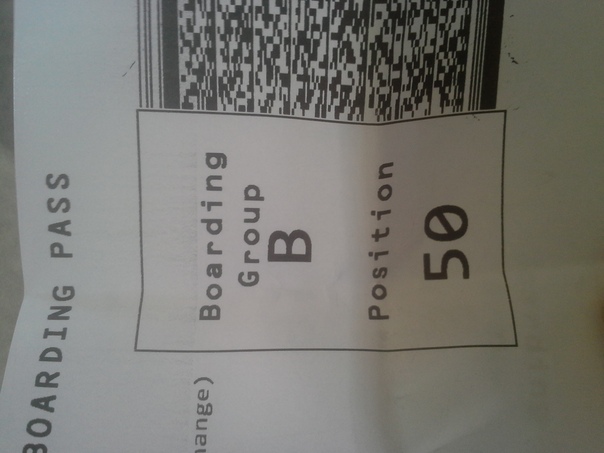 BOARDING PASS
Boarding
Group
B
Position
50
hange)